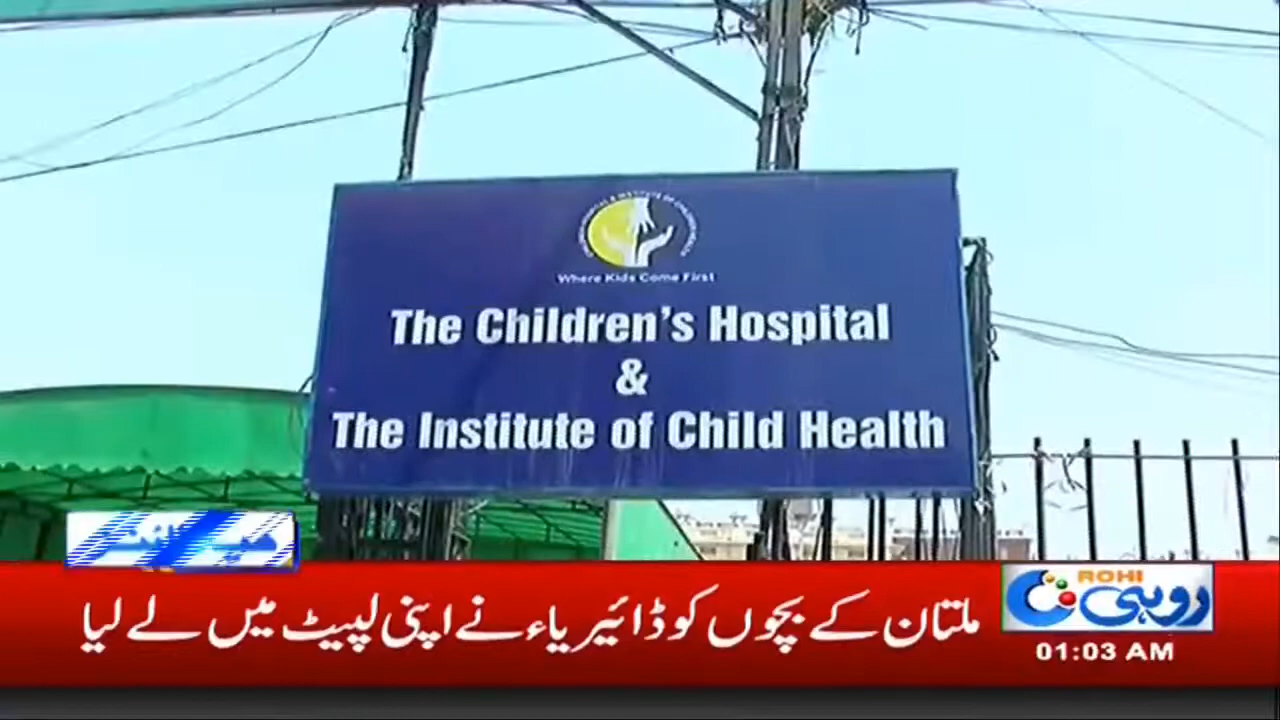 Where Kids Come First
The Children's Hospital
&
The Institute of Child Health
ملتان کے بچوں کو ڈائیریاء نے اپنی لپیٹ میں لے لیا
ROHI
روہی
01:03 AM